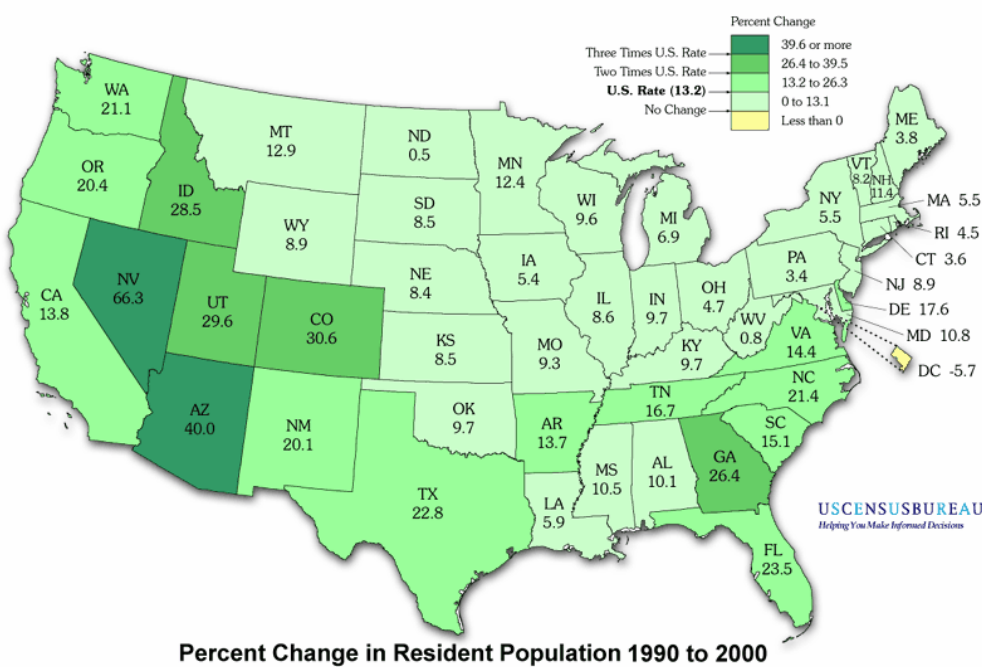 Percent Change
Three Times U.S. Rate
39.6 or more
Two Times U.S. Rate
26.4 to 39.5
U.S. Rate (13.2)
13.2 to 26.3
No Change
0 to 13.1
Less than 0
WA
21.1
OR
20.4
CA
13.8
ID
28.5
NV
66.3
UT
29.6
AZ
40.0
MT
12.9
WY
8.9
CO
30.6
NM
20.1
ND
0.5
SD
8.5
NE
8.4
KS
8.5
OK
9.7
TX
22.8
MN
12.4
IA
5.4
MO
9.3
AR
13.7
LA
5.9
WI
9.6
IL
8.6
MI
6.9
IN
9.7
OH
4.7
KY
9.7
TN
16.7
MS
10.5
AL
10.1
GA
26.4
FL
23.5
SC
15.1
NC
21.4
VA
14.4
WV
0.8
PA
3.4
NY
5.5
VT
8.2
NH
11.4
ME
3.8
MA 5.5
RI 4.5
CT 3.6
NJ 8.9
DE 17.6
MD 10.8
DC -5.7
USCENSUSBUREAU
Helping You Make Informed Decisions
Percent Change in Resident Population 1990 to 2000